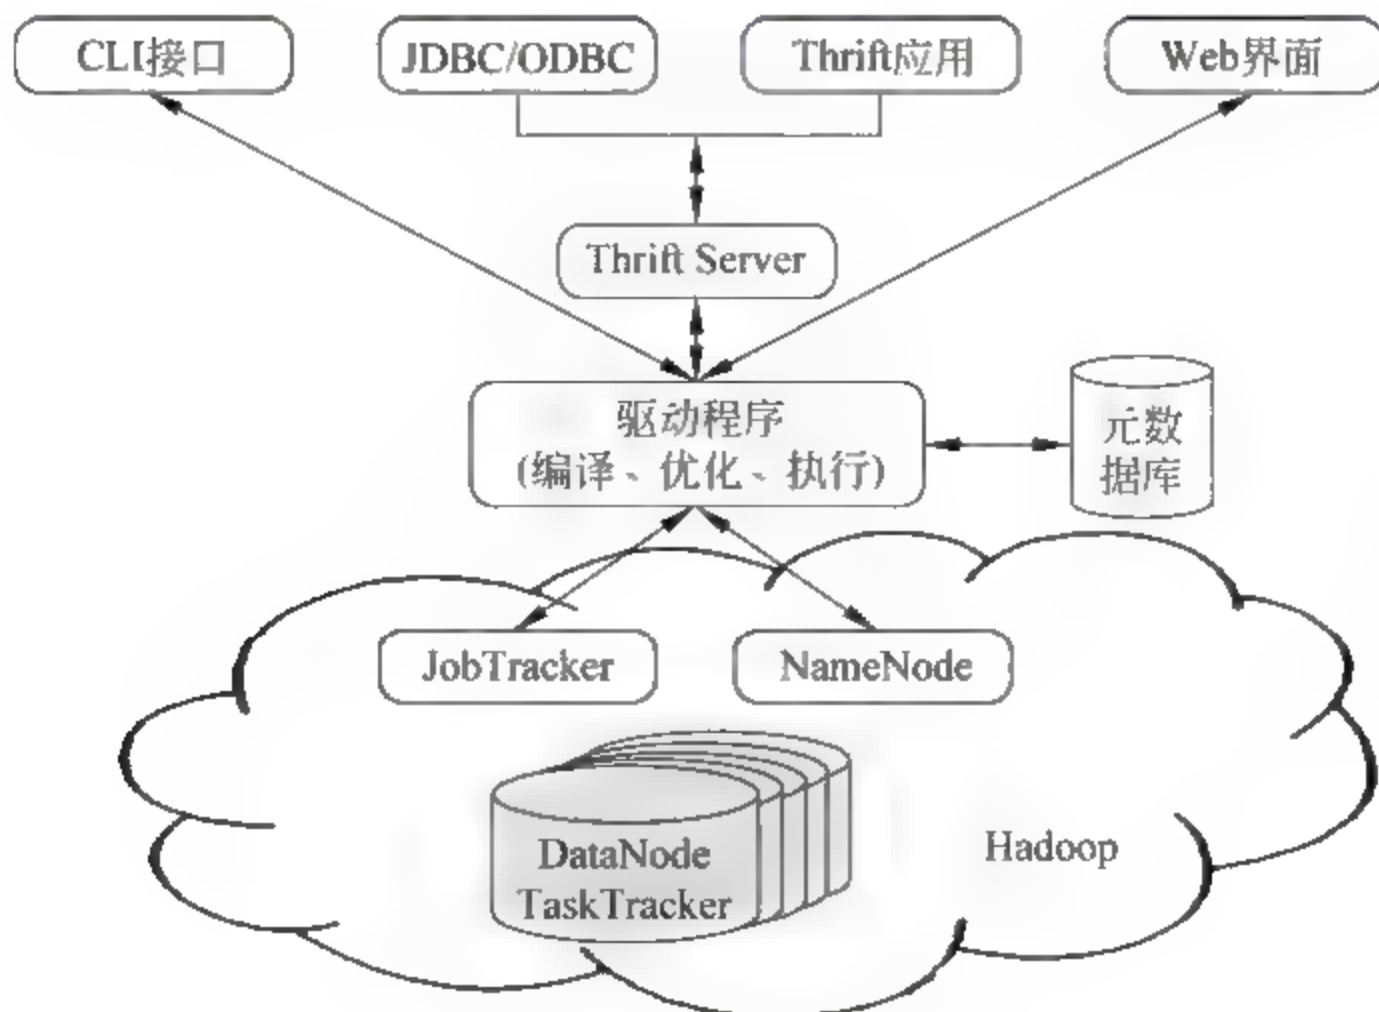 CLI接口
JDBC/ODBC
Thrift应用
Web界面
Thrift Server
驱动程序
(编译、优化、执行)
元数
据库
JobTracker
NameNode
DataNode
TaskTracker
Hadoop